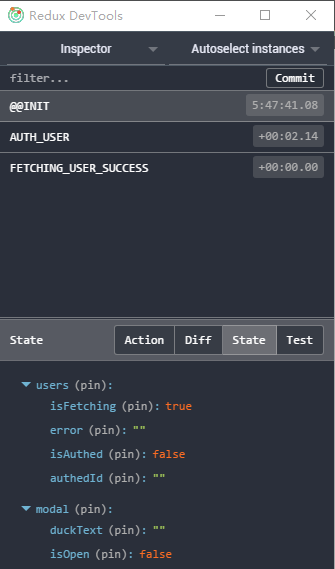 Redux DevTools
Inspector Autoselect instances
filter... Commit
@@INIT 5:47:41.08
AUTH_USER +00:02.14
FETCHING_USER_SUCCESS +00:00.00
State Action Diff State Test
users (pin):
isFetching (pin): true
error (pin): ""
isAuthed (pin): false
authedId (pin): ""
modal (pin):
duckText (pin): ""
isOpen (pin): false